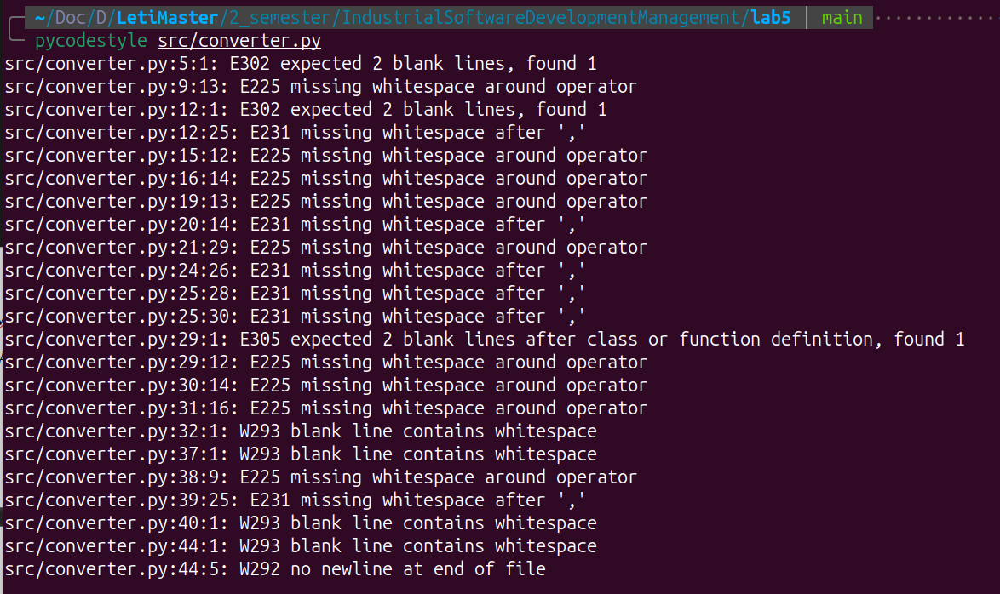 ~/Doc/D/LetiMaster/2_semester/IndustrialSoftwareDevelopmentManagement/lab5 | main ············
pycodestyle src/converter.py
src/converter.py:5:1: E302 expected 2 blank lines, found 1
src/converter.py:9:13: E225 missing whitespace around operator
src/converter.py:12:1: E302 expected 2 blank lines, found 1
src/converter.py:12:25: E231 missing whitespace after ','
src/converter.py:15:12: E225 missing whitespace around operator
src/converter.py:16:14: E225 missing whitespace around operator
src/converter.py:19:13: E225 missing whitespace around operator
src/converter.py:20:14: E231 missing whitespace after ','
src/converter.py:21:29: E225 missing whitespace around operator
src/converter.py:24:26: E231 missing whitespace after ','
src/converter.py:25:28: E231 missing whitespace after ','
src/converter.py:25:30: E231 missing whitespace after ','
src/converter.py:29:1: E305 expected 2 blank lines after class or function definition, found 1
src/converter.py:29:12: E225 missing whitespace around operator
src/converter.py:30:14: E225 missing whitespace around operator
src/converter.py:31:16: E225 missing whitespace around operator
src/converter.py:32:1: W293 blank line contains whitespace
src/converter.py:37:1: W293 blank line contains whitespace
src/converter.py:38:9: E225 missing whitespace around operator
src/converter.py:39:25: E231 missing whitespace after ','
src/converter.py:40:1: W293 blank line contains whitespace
src/converter.py:44:1: W293 blank line contains whitespace
src/converter.py:44:5: W292 no newline at end of file